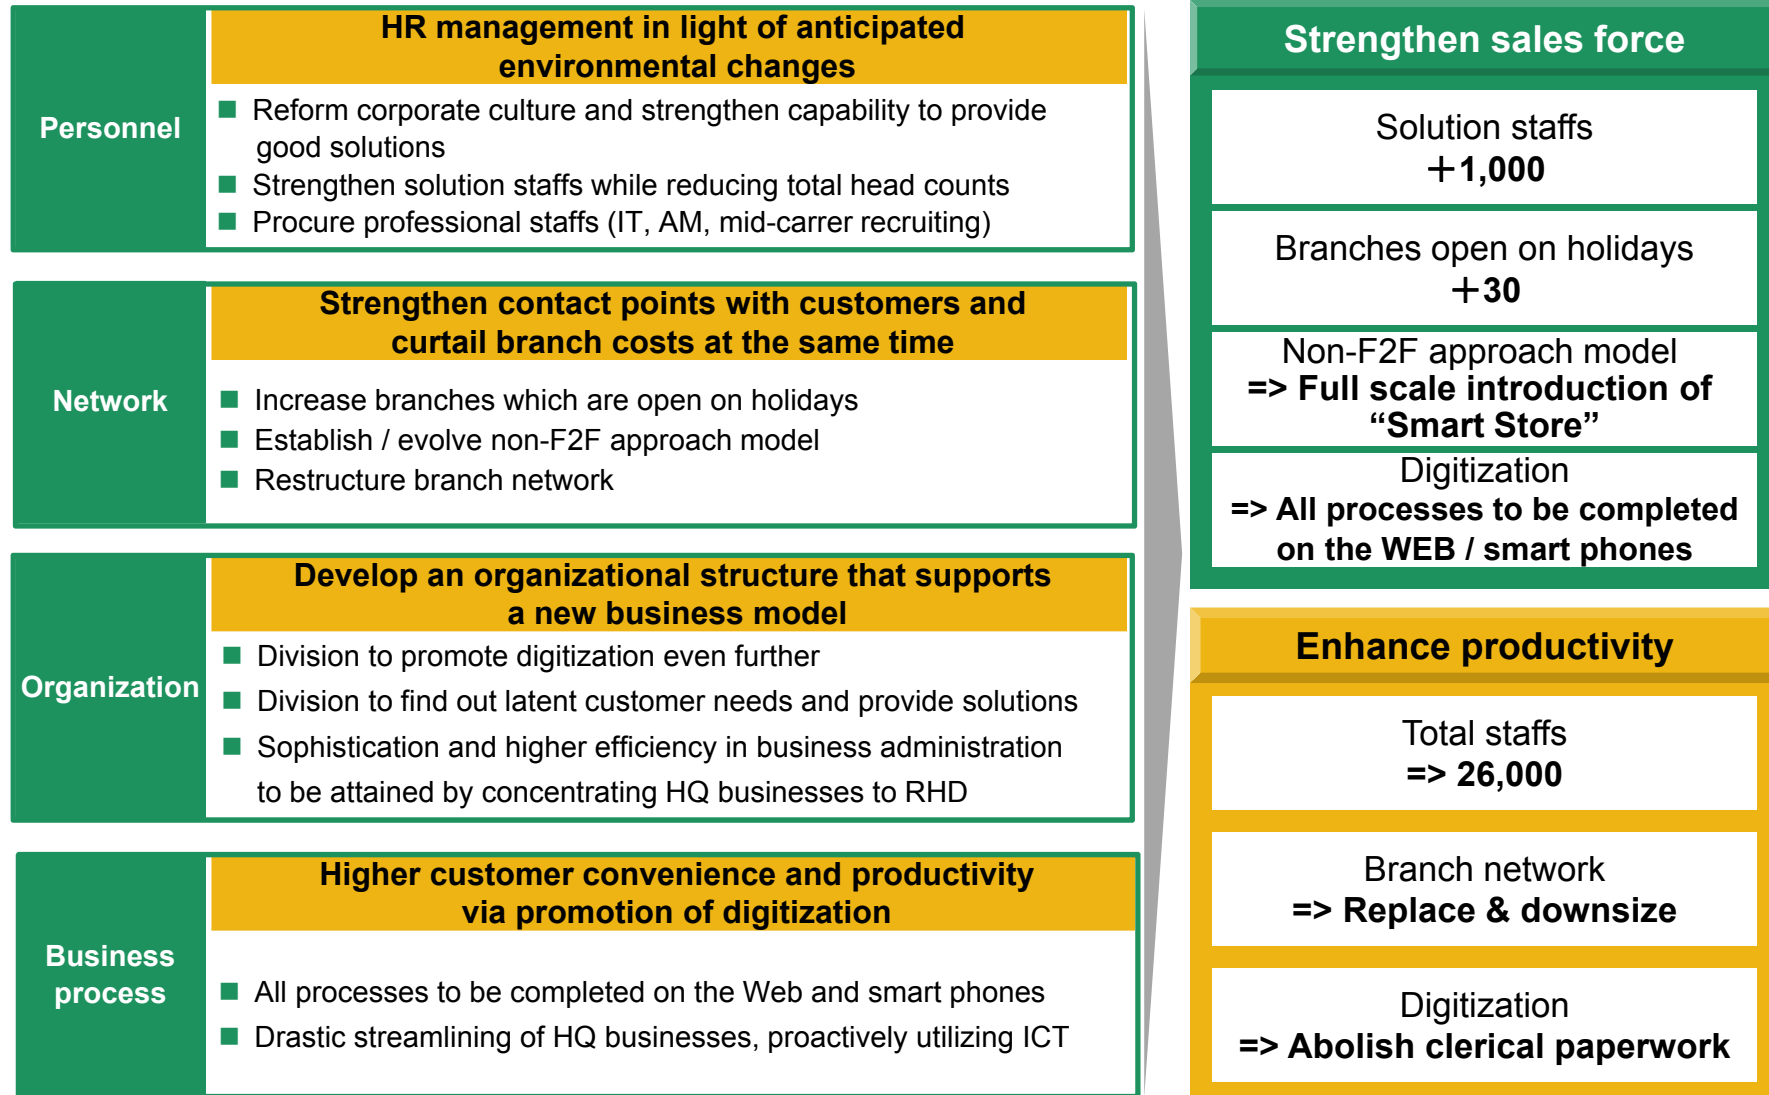 Personnel
HR management in light of anticipated
environmental changes
■ Reform corporate culture and strengthen capability to provide
good solutions
■ Strengthen solution staffs while reducing total head counts
■ Procure professional staffs (IT, AM, mid-carrer recruiting)
Network
Strengthen contact points with customers and
curtail branch costs at the same time
■ Increase branches which are open on holidays
■ Establish / evolve non-F2F approach model
■ Restructure branch network
Organization
Develop an organizational structure that supports
a new business model
■ Division to promote digitization even further
■ Division to find out latent customer needs and provide solutions
■ Sophistication and higher efficiency in business administration
to be attained by concentrating HQ businesses to RHD
Business
process
Higher customer convenience and productivity
via promotion of digitization
■ All processes to be completed on the Web and smart phones
■ Drastic streamlining of HQ businesses, proactively utilizing ICT
Strengthen sales force
Solution staffs
＋1,000
Branches open on holidays
＋30
Non-F2F approach model
=> Full scale introduction of
“Smart Store”
Digitization
=> All processes to be completed
on the WEB / smart phones
Enhance productivity
Total staffs
=> 26,000
Branch network
=> Replace & downsize
Digitization
=> Abolish clerical paperwork